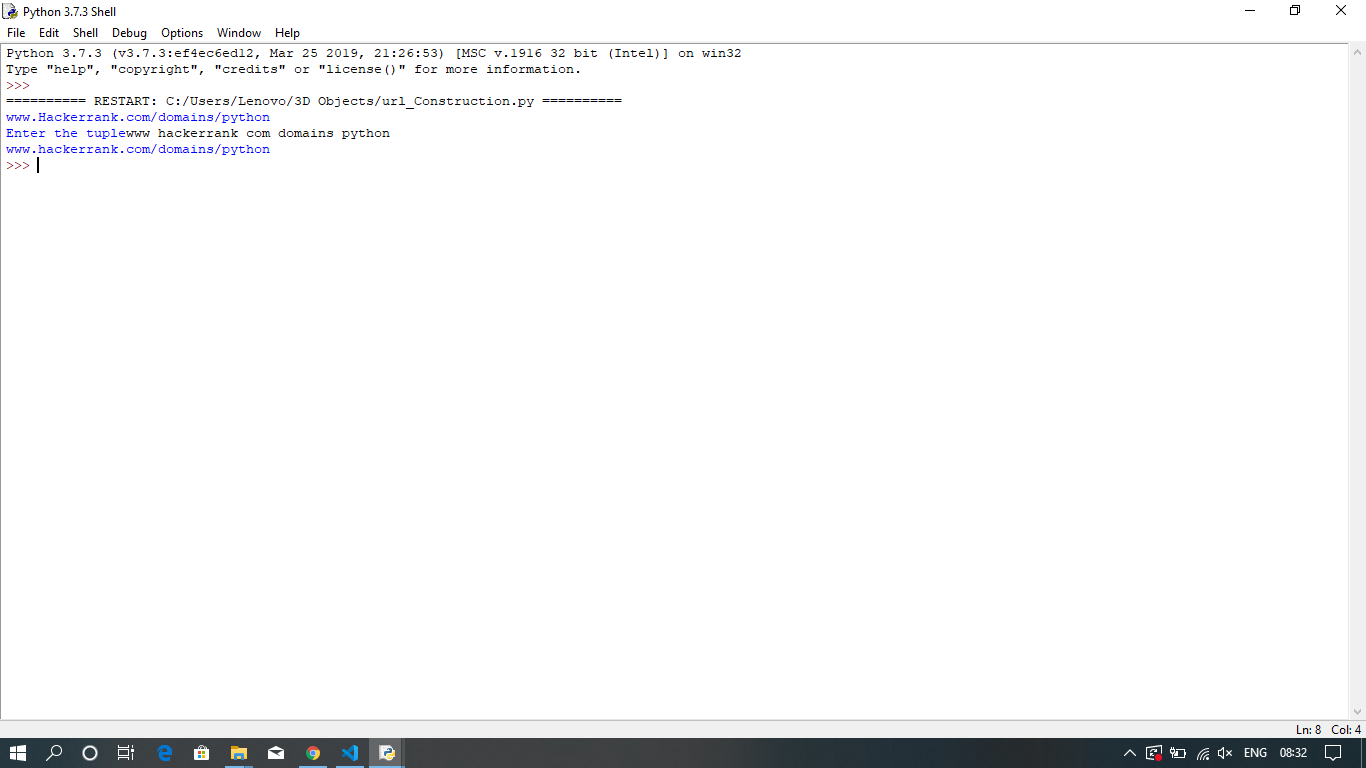 Python 3.7.3 Shell
File Edit Shell Debug Options Window Help
Python 3.7.3 (v3.7.3:ef4ec6ed12, Mar 25 2019, 21:26:53) [MSC v.1916 32 bit (Intel)] on win32
Type "help", "copyright", "credits" or "license()" for more information.
>>>
========== RESTART: C:/Users/Lenovo/3D Objects/url_Construction.py ==========
www.Hackerrank.com/domains/python
Enter the tuplewww hackerrank com domains python
www.hackerrank.com/domains/python
>>>
Ln: 8 Col: 4
ENG 08:32